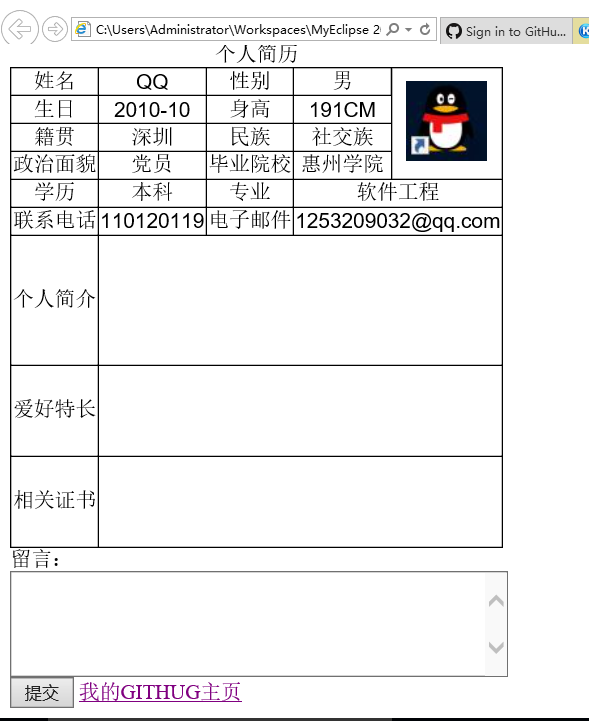 C:\Users\Administrator\Workspaces\MyEclipse 2 Sign in to GitHu...
个人简历
姓名 QQ 性别 男
生日 2010-10 身高 191CM
籍贯 深圳 民族 社交族
政治面貌 党员 毕业院校 惠州学院
学历 本科 专业 软件工程
联系电话 110120119 电子邮件 1253209032@qq.com
个人简介
爱好特长
相关证书
留言：
提交 我的GITHUG主页